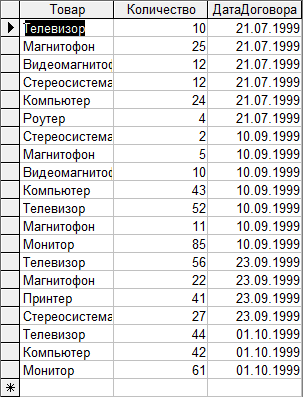 Товар Количество ДатаДоговора
Телевизор 10 21.07.1999
Магнитофон 25 21.07.1999
Видеомагнитоф 12 21.07.1999
Стереосистема 12 21.07.1999
Компьютер 24 21.07.1999
Роутер 4 21.07.1999
Стереосистема 2 10.09.1999
Магнитофон 5 10.09.1999
Видеомагнитоф 10 10.09.1999
Компьютер 43 10.09.1999
Телевизор 52 10.09.1999
Магнитофон 11 10.09.1999
Монитор 85 10.09.1999
Телевизор 56 23.09.1999
Магнитофон 22 23.09.1999
Принтер 41 23.09.1999
Стереосистема 27 23.09.1999
Телевизор 44 01.10.1999
Компьютер 42 01.10.1999
Монитор 61 01.10.1999